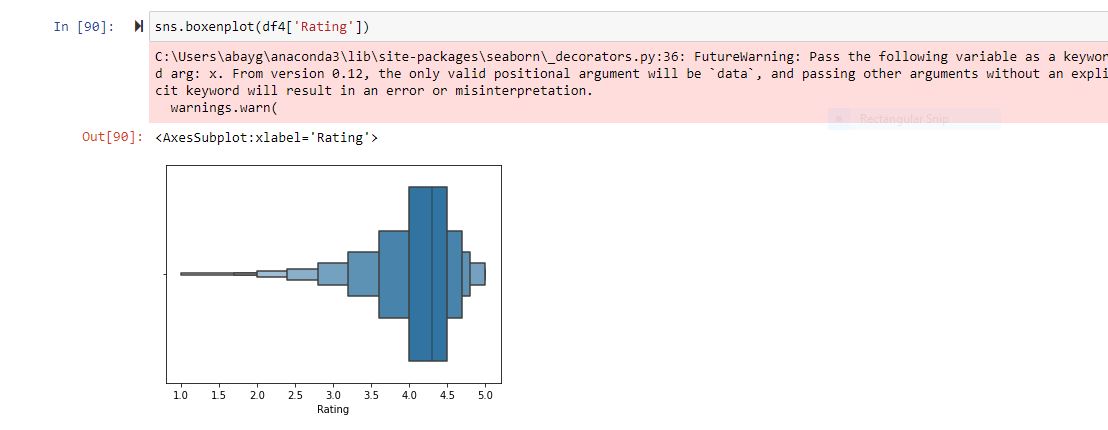 In [90]: sns.boxenplot(df4['Rating'])
C:\Users\abayg\anaconda3\lib\site-packages\seaborn\_decorators.py:36: FutureWarning: Pass the following variable as a keywor
d arg: x. From version 0.12, the only valid positional argument will be `data`, and passing other arguments without an expli
cit keyword will result in an error or misinterpretation.
warnings.warn(
Rectangular Snip
Out[90]: <AxesSubplot:xlabel='Rating'>
1.0 1.5 2.0 2.5 3.0 3.5 4.0 4.5 5.0
Rating